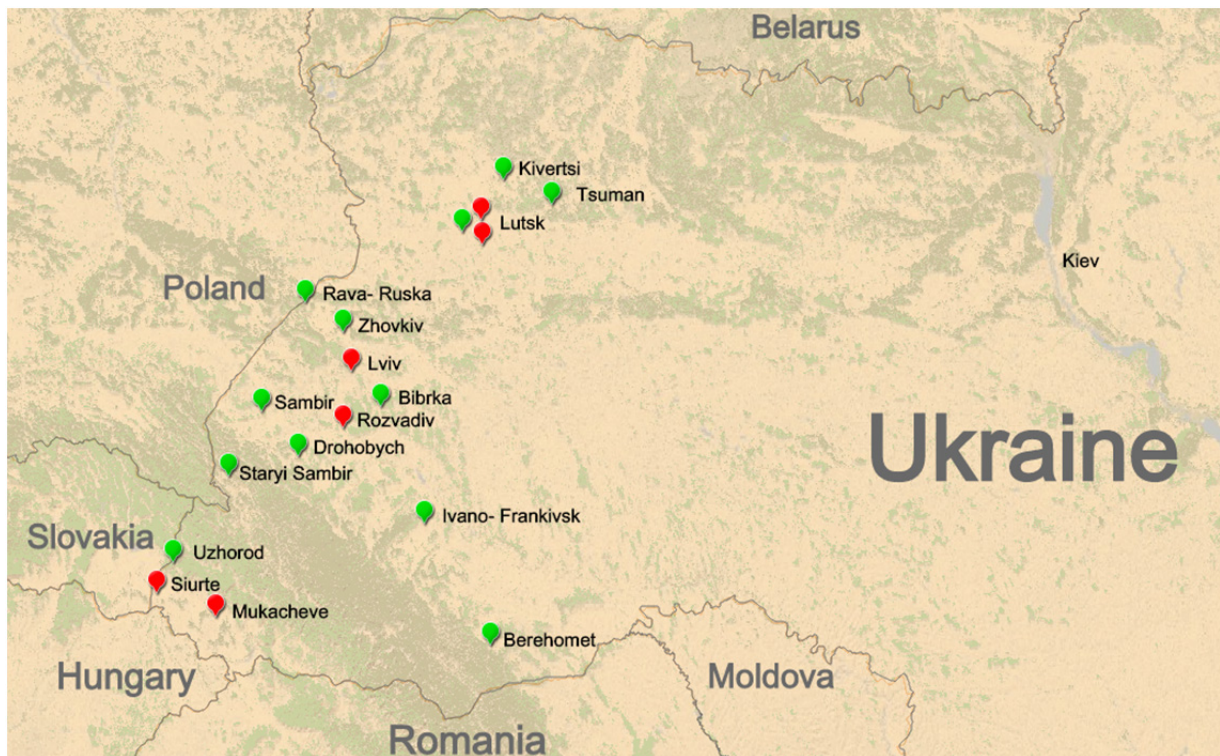 Belarus
Kivertsi
Tsuman
Lutsk
Kiev
Poland
Rava- Ruska
Zhovkiv
Lviv
Sambir
Bibrka
Rozvadiv
Drohobych
Staryi Sambir
Ukraine
Ivano- Frankivsk
Slovakia
Uzhorod
Siurte
Mukacheve
Berehomet
Hungary
Moldova
Romania